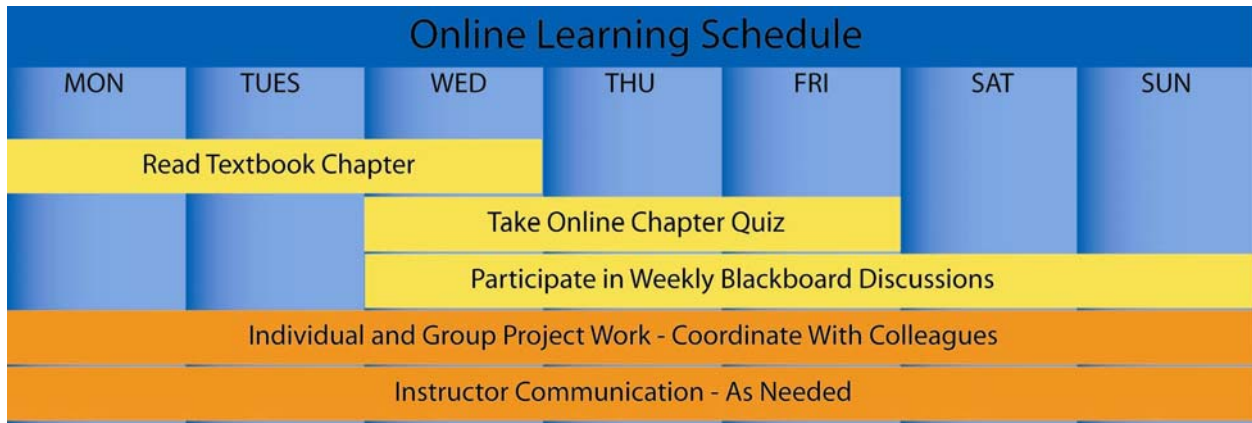 Online Learning Schedule
MON TUES WED THU FRI SAT SUN
Read Textbook Chapter
Take Online Chapter Quiz
Participate in Weekly Blackboard Discussions
Individual and Group Project Work - Coordinate With Colleagues
Instructor Communication - As Needed